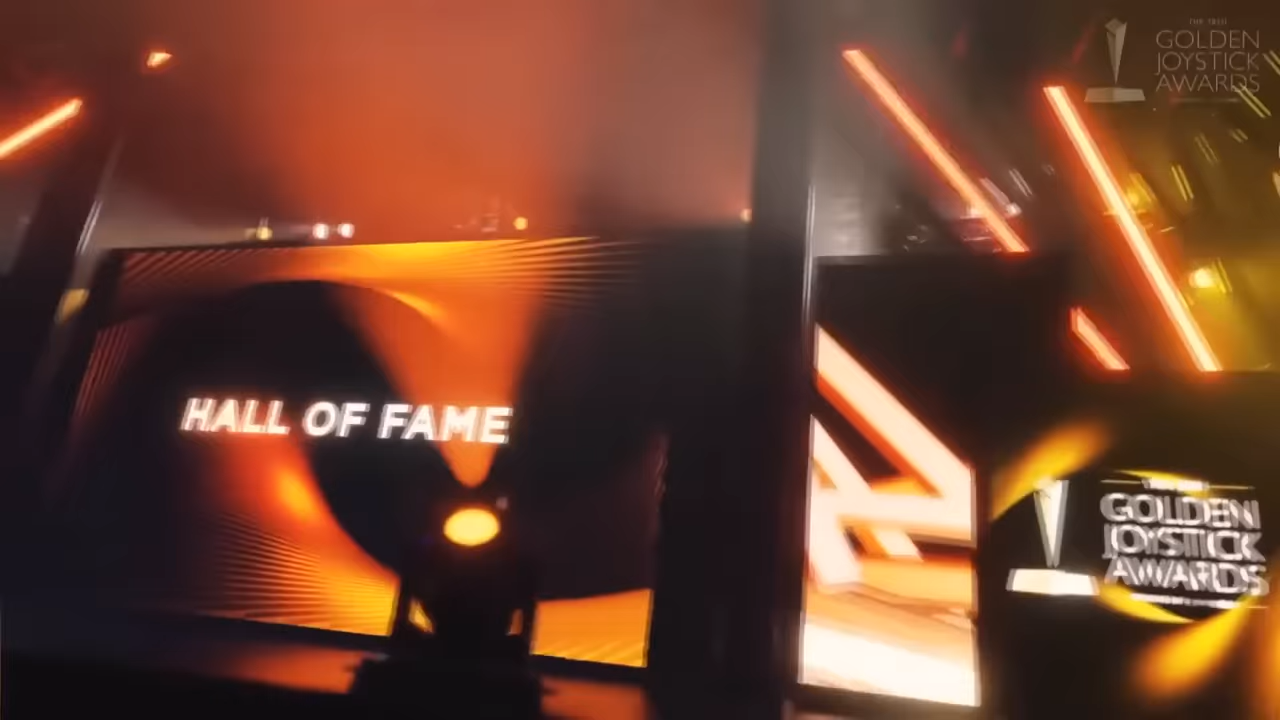 HALL OF FAME
GOLDEN
JOYSTICK
AWARDS
GOLDEN
JOYSTICK
AWARDS